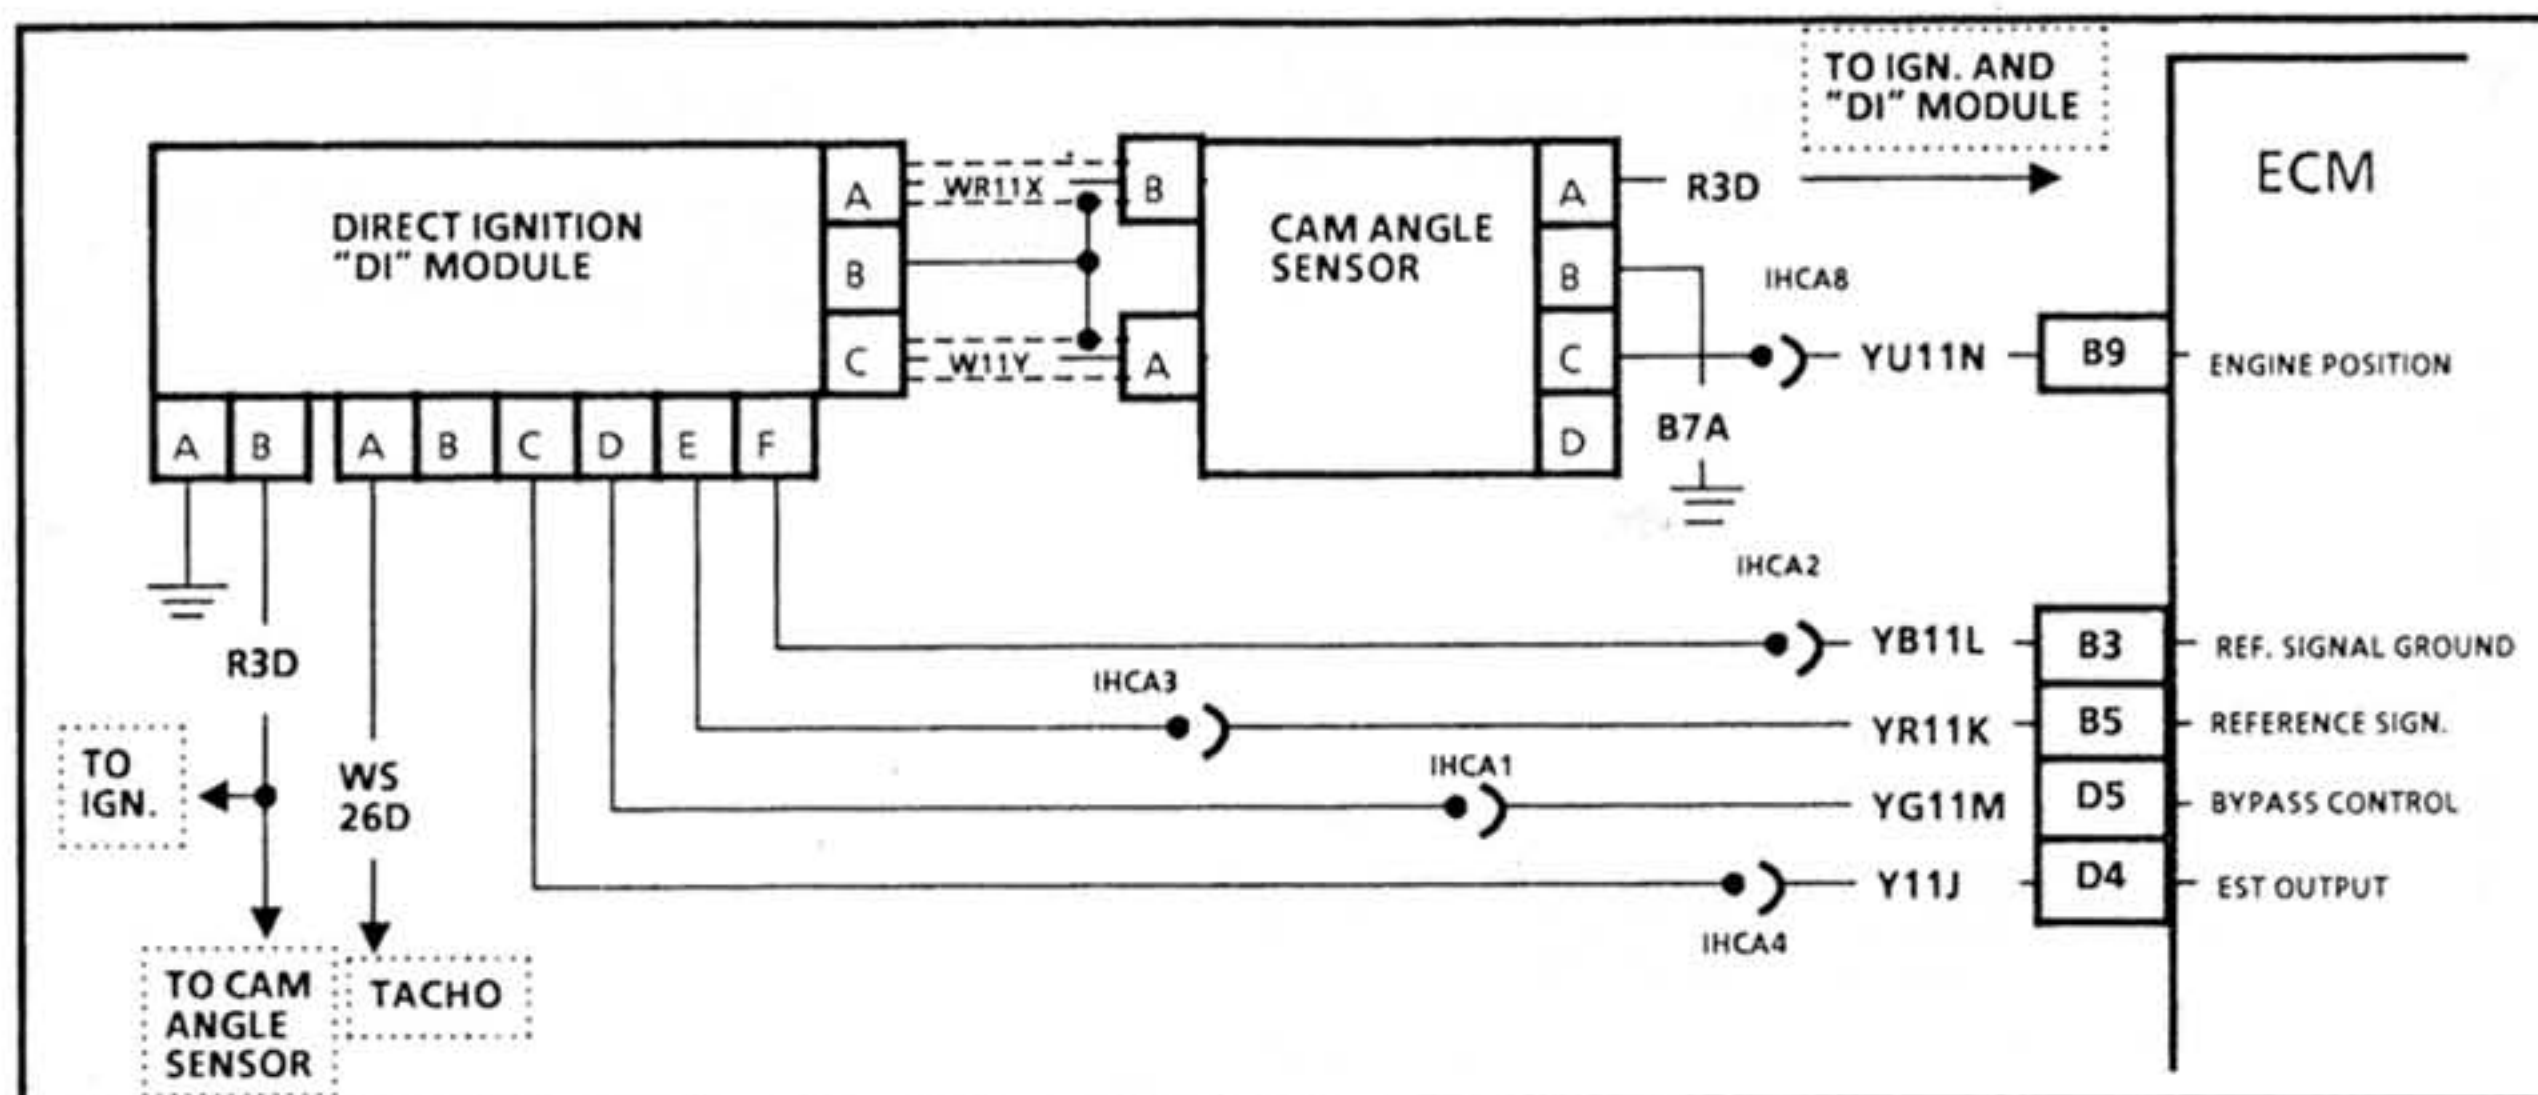 TO IGN. AND
"DI" MODULE
ECM
DIRECT IGNITION
"DI" MODULE
A
B
C
WR11X
W11Y
B
A
CAM ANGLE
SENSOR
A
B
C
D
R3D
B7A
IHCA8
YU11N
B9
ENGINE POSITION
A B
A B C D E F
IHCA2
YB11L
B3
REF. SIGNAL GROUND
IHCA3
YR11K
B5
REFERENCE SIGN.
IHCA1
YG11M
D5
BYPASS CONTROL
Y11J
D4
EST OUTPUT
IHCA4
R3D
TO
IGN.
WS
26D
TO CAM
ANGLE
SENSOR
TACHO